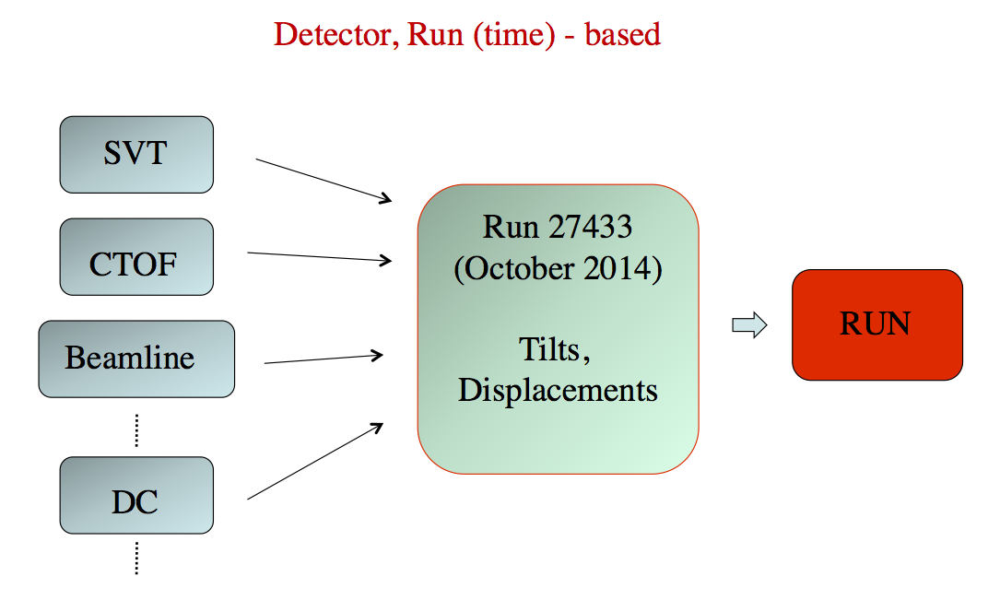 Detector, Run (time) - based
SVT
CTOF
Beamline
DC
Run 27433
(October 2014)
Tilts,
Displacements
RUN